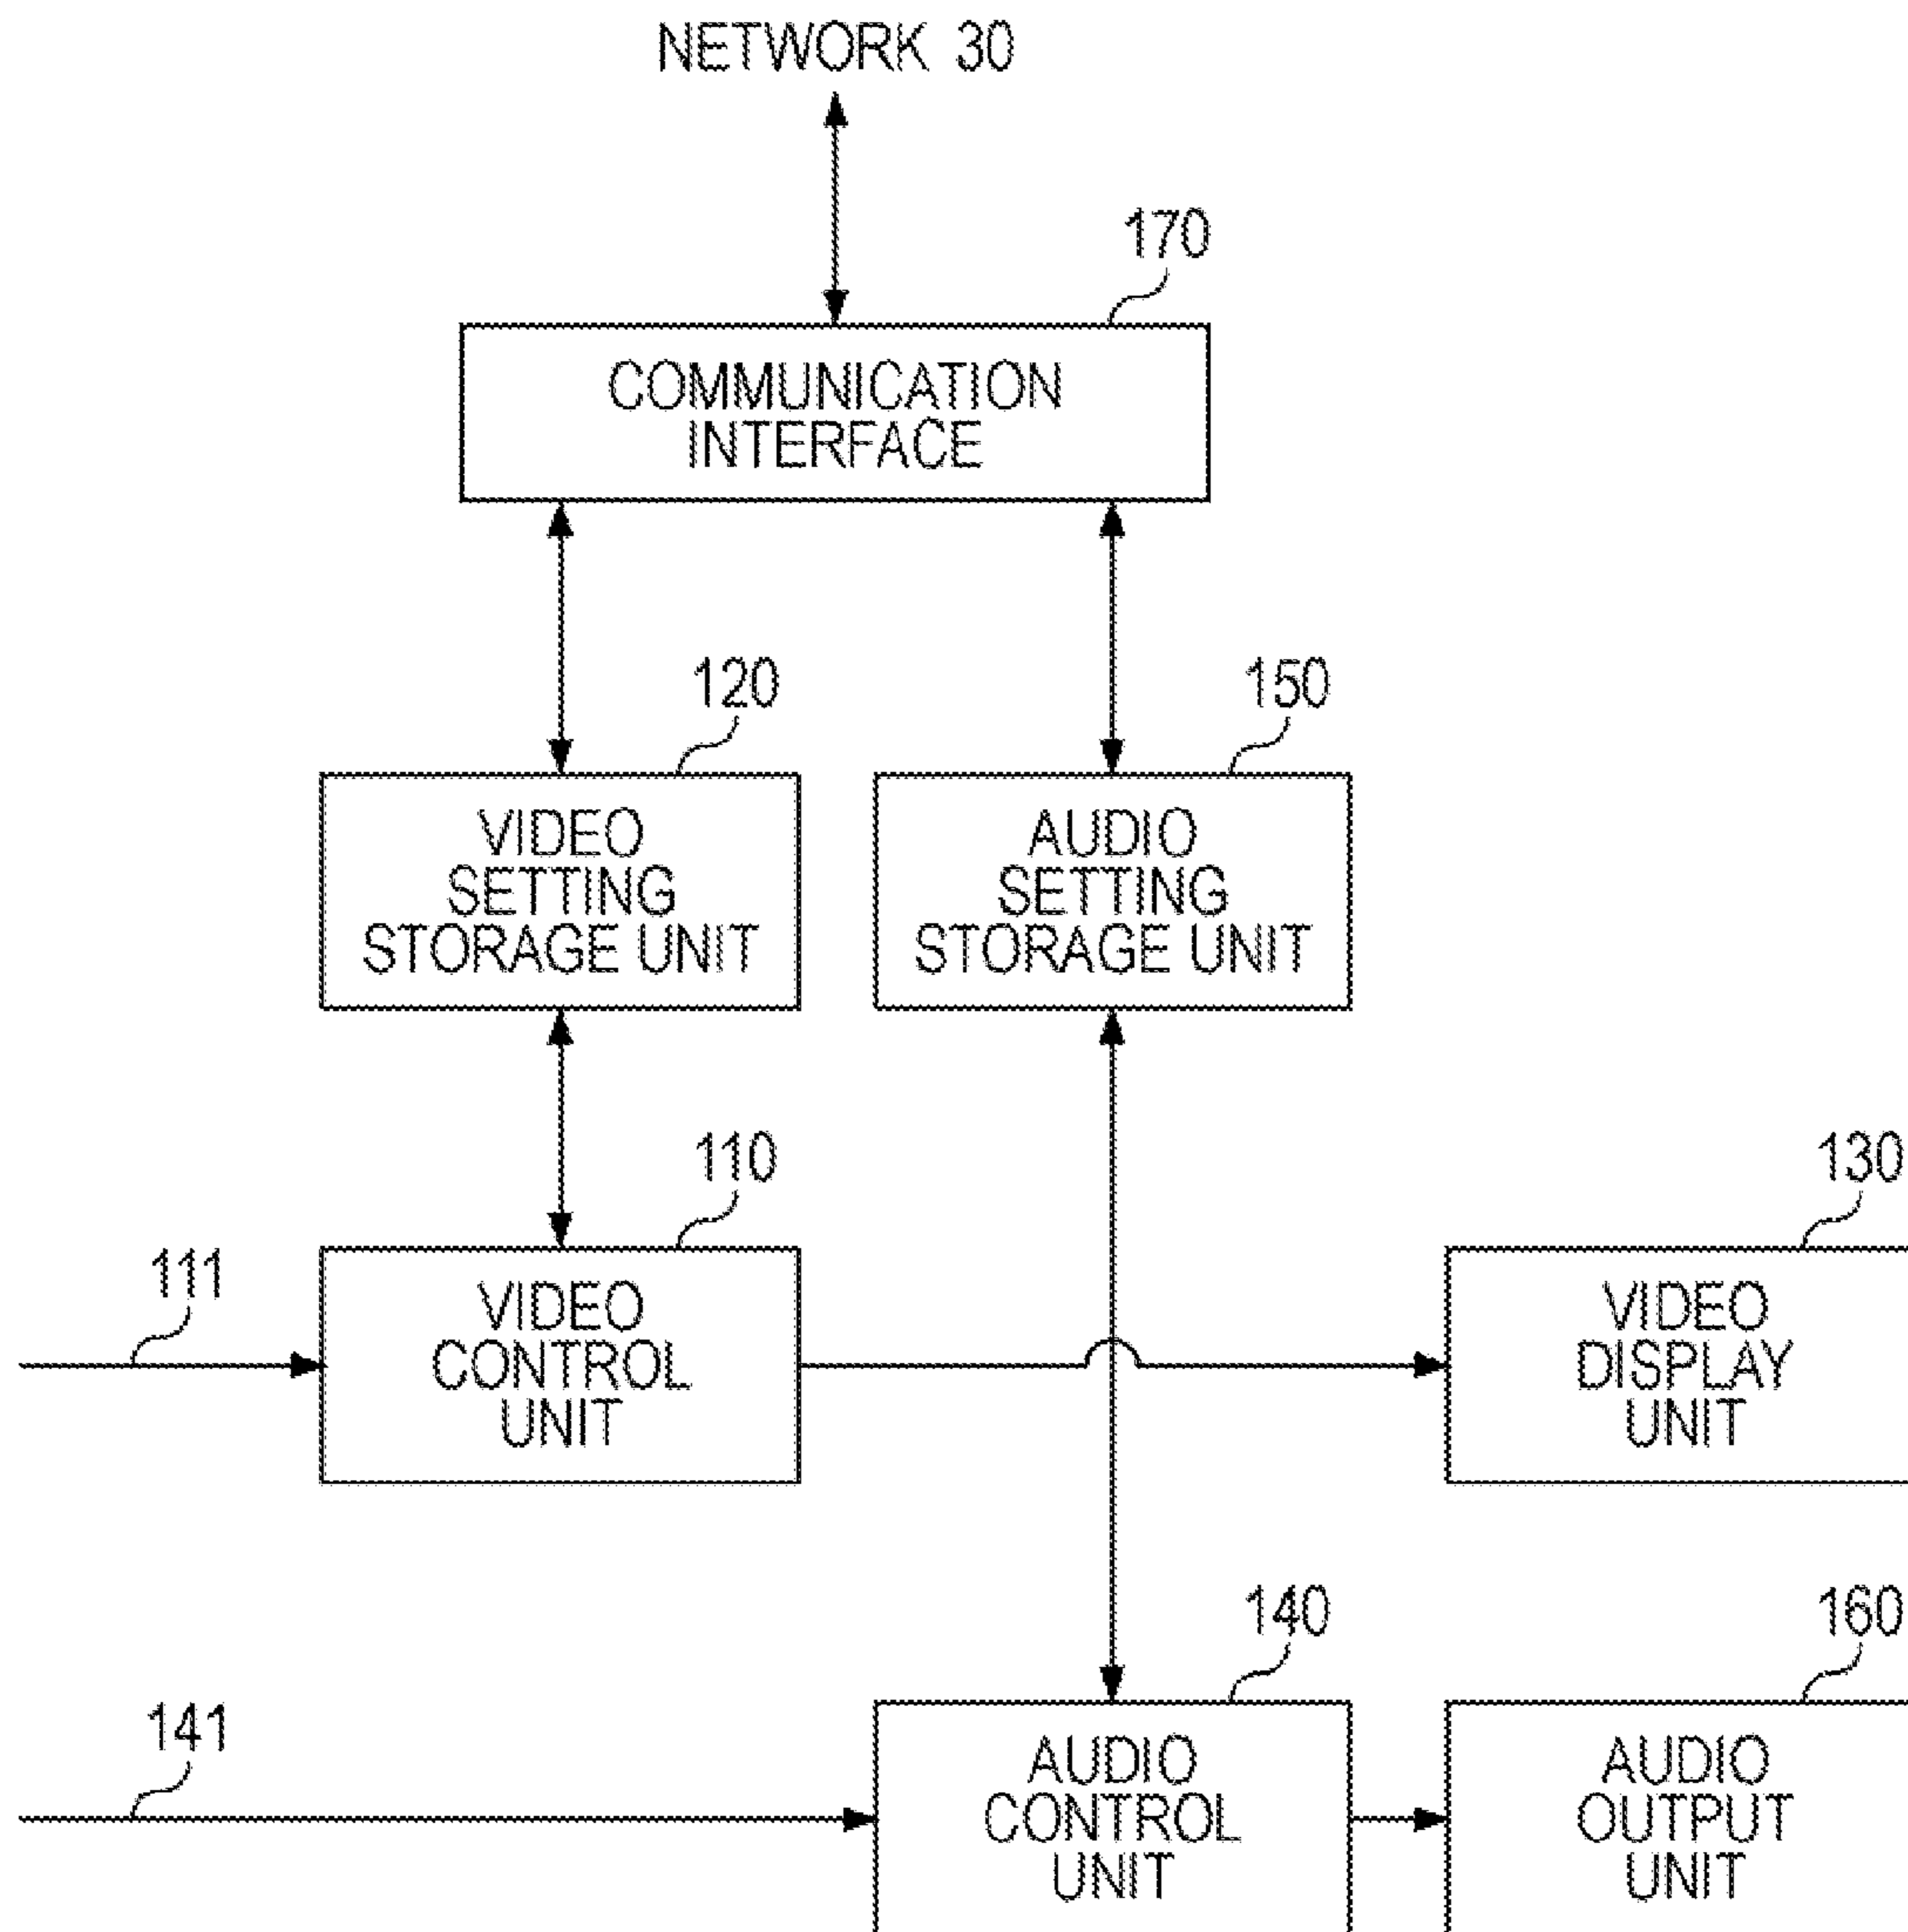 NETWORK 30
170
COMMUNICATION
INTERFACE
120
VIDEO
SETTING
STORAGE UNIT
150
AUDIO
SETTING
STORAGE UNIT
110
VIDEO
CONTROL
UNIT
111
130
VIDEO
DISPLAY
UNIT
140
AUDIO
CONTROL
UNIT
141
160
AUDIO
OUTPUT
UNIT